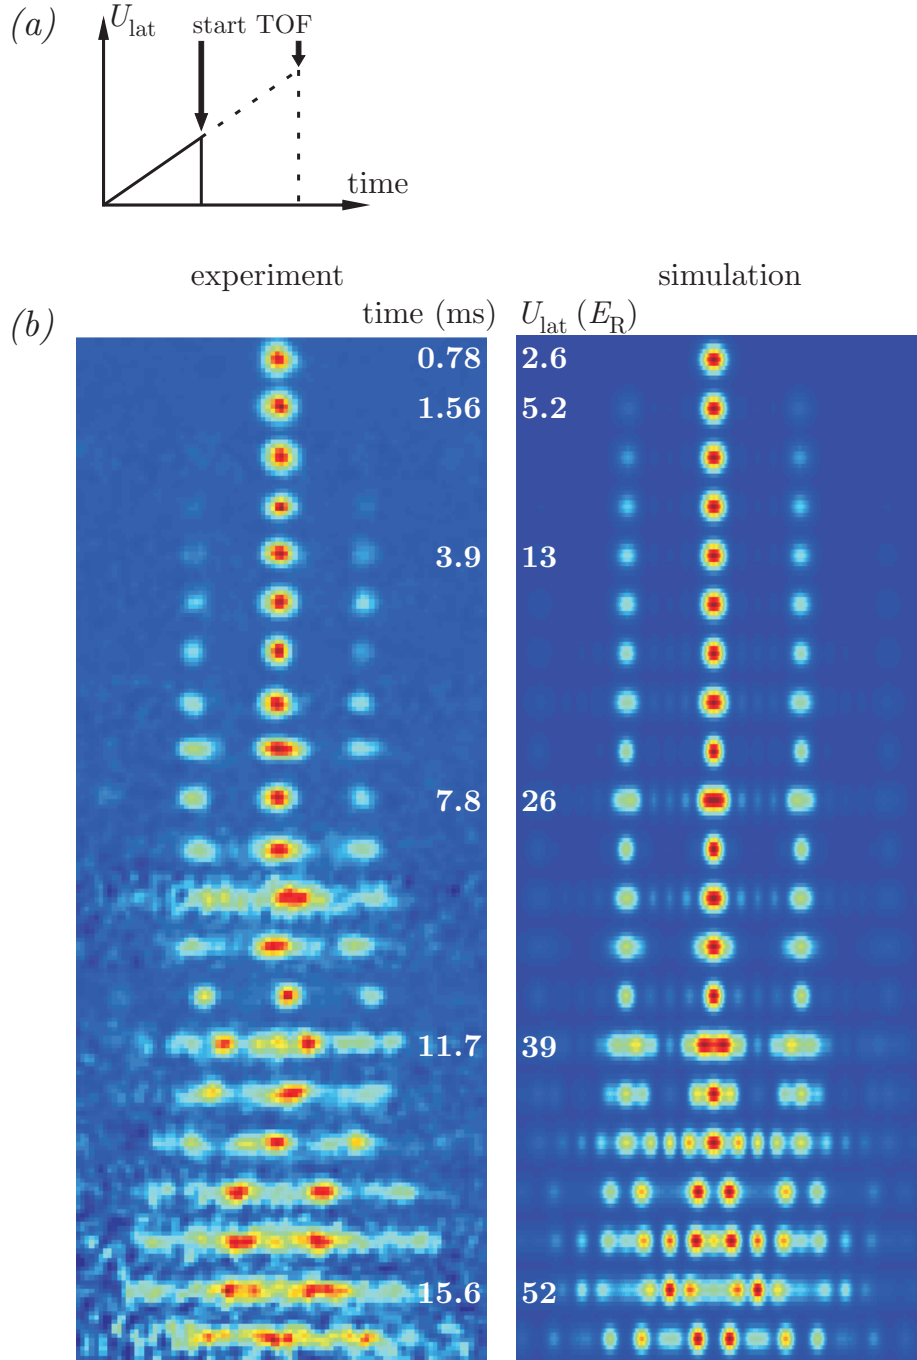 (a)
U_lat
start TOF
time
experiment
simulation
(b)
time (ms)
U_lat (E_R)
0.78
2.6
1.56
5.2
3.9
13
7.8
26
11.7
39
15.6
52